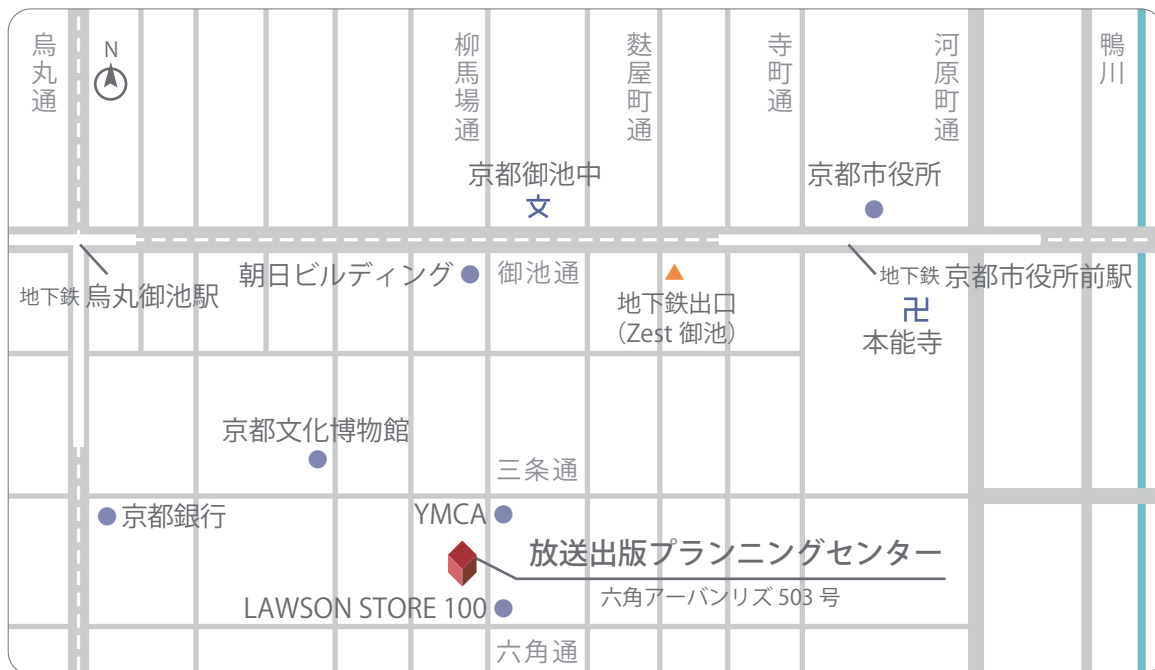 烏丸通
N
柳馬場通
麩屋町通
寺町通
河原町通
鴨川
京都御池中
文
京都市役所
朝日ビルディング
御池通
地下鉄 烏丸御池駅
地下鉄出口
（Zest 御池）
地下鉄 京都市役所前駅
卍
本能寺
京都文化博物館
三条通
京都銀行
YMCA
放送出版プランニングセンター
六角アーバンリズ 503 号
LAWSON STORE 100
六角通